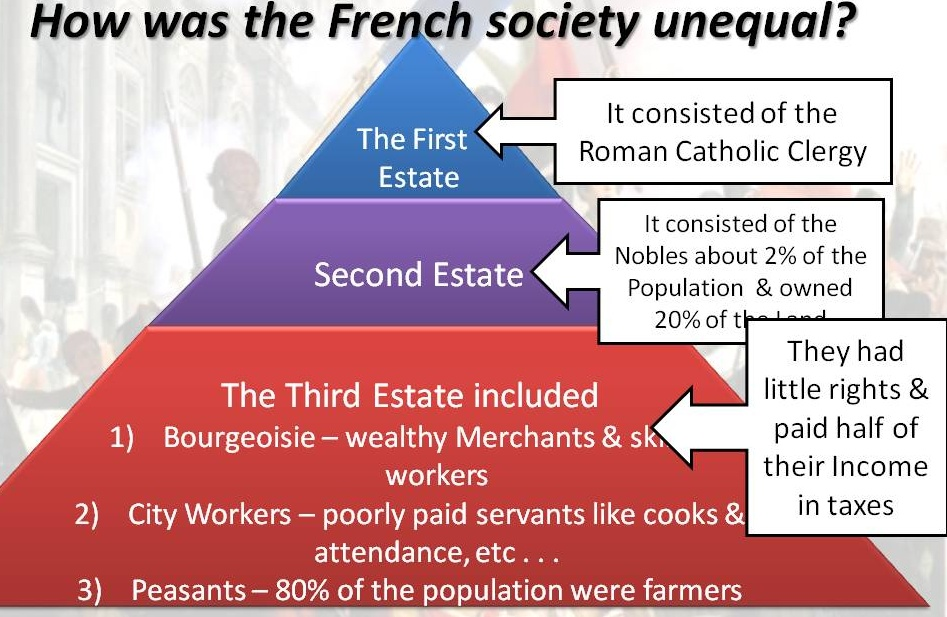 How was the French society unequal?
The First
Estate
It consisted of the
Roman Catholic Clergy
Second Estate
It consisted of the
Nobles about 2% of the
Population & owned
20% of
The Third Estate included
1) Bourgeoisie – wealthy Merchants &
workers
2) City Workers – poorly paid servants like cooks &
attendance, etc . . .
3) Peasants – 80% of the population were farmers
They had
little rights &
paid half of
their Income
in taxes